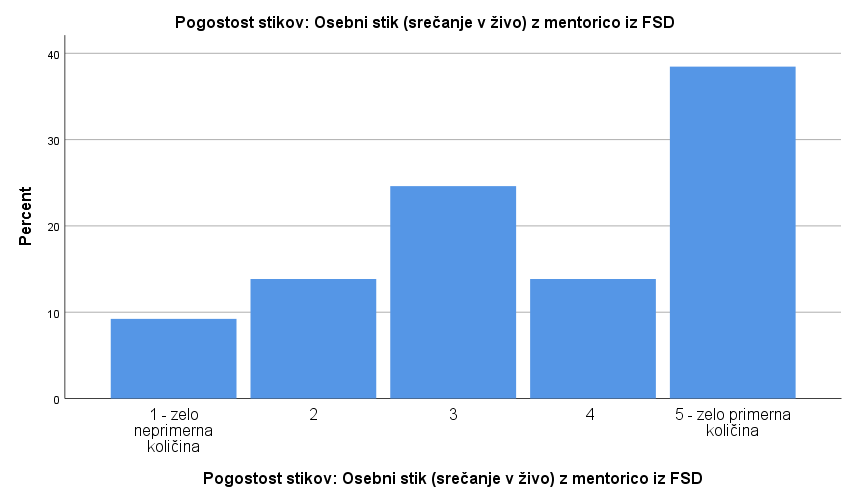 Pogostost stikov: Osebni stik (srečanje v živo) z mentorico iz FSD
40
30
20
10
0
Percent
1 - zelo
neprimerna
količina
2
3
4
5 - zelo primerna
količina
Pogostost stikov: Osebni stik (srečanje v živo) z mentorico iz FSD